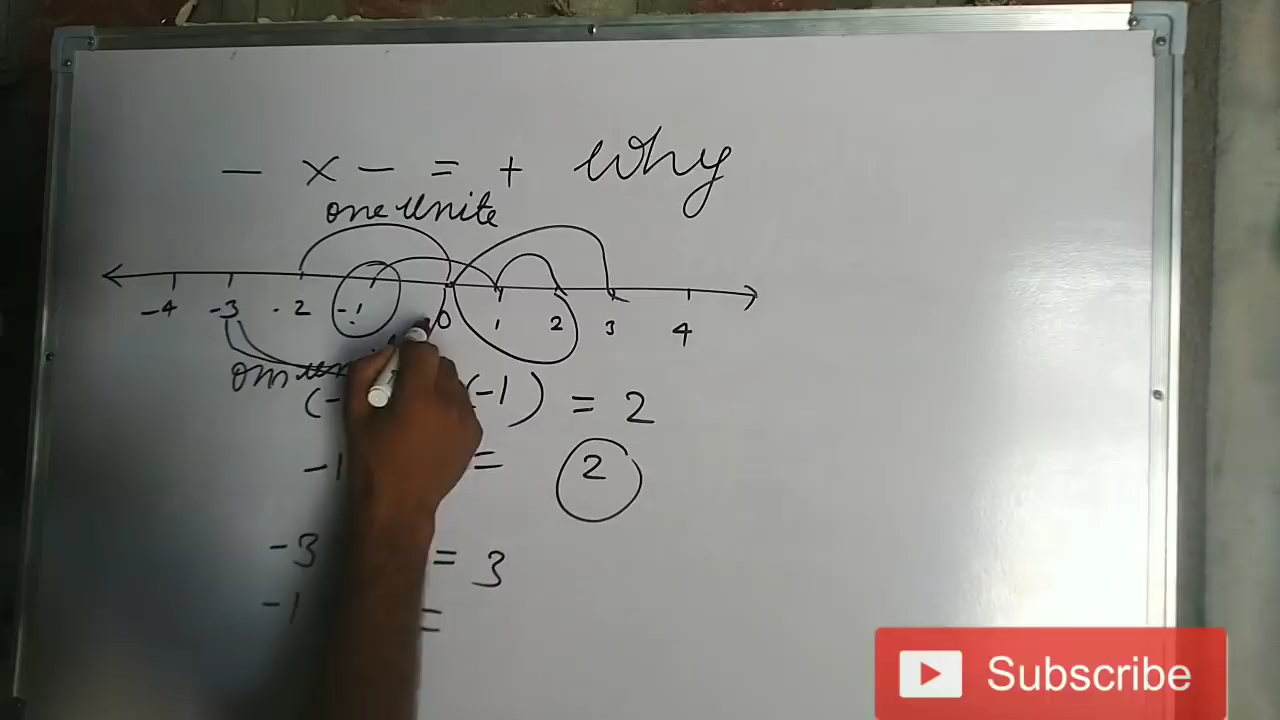 − × − = + Why
one unite
-4 -3 -2 -1 0 1 2 3 4
(- (-1) = 2
-1 = 2
-3 = 3
-1 =
Subscribe